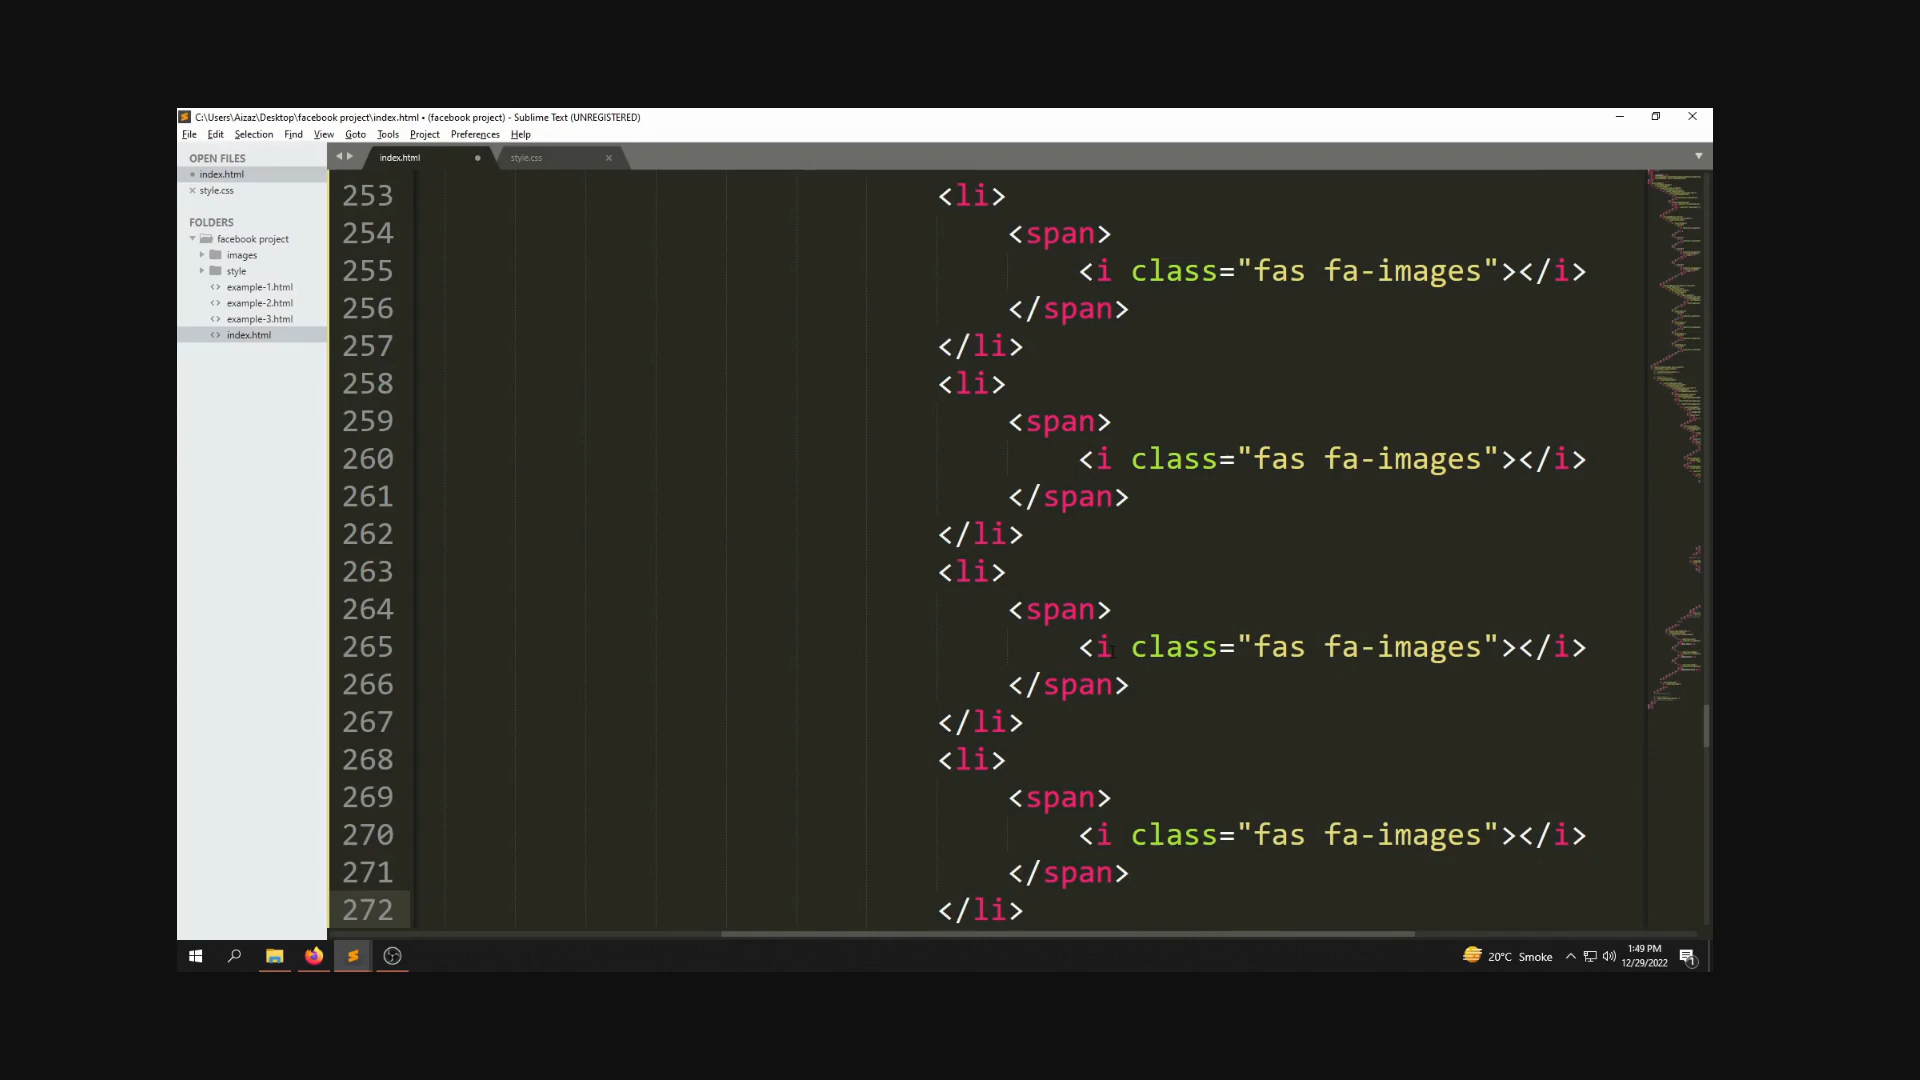 C:\Users\Aizaz\Desktop\facebook project\index.html • (facebook project) - Sublime Text (UNREGISTERED)
File Edit Selection Find View Goto Tools Project Preferences Help
OPEN FILES
index.html
style.css
FOLDERS
facebook project
images
style
example-1.html
example-2.html
example-3.html
index.html
index.html style.css
253 <li>
254 <span>
255 <i class="fas fa-images"></i>
256 </span>
257 </li>
258 <li>
259 <span>
260 <i class="fas fa-images"></i>
261 </span>
262 </li>
263 <li>
264 <span>
265 <i class="fas fa-images"></i>
266 </span>
267 </li>
268 <li>
269 <span>
270 <i class="fas fa-images"></i>
271 </span>
272 </li>
20°C Smoke
1:49 PM
12/29/2022
1